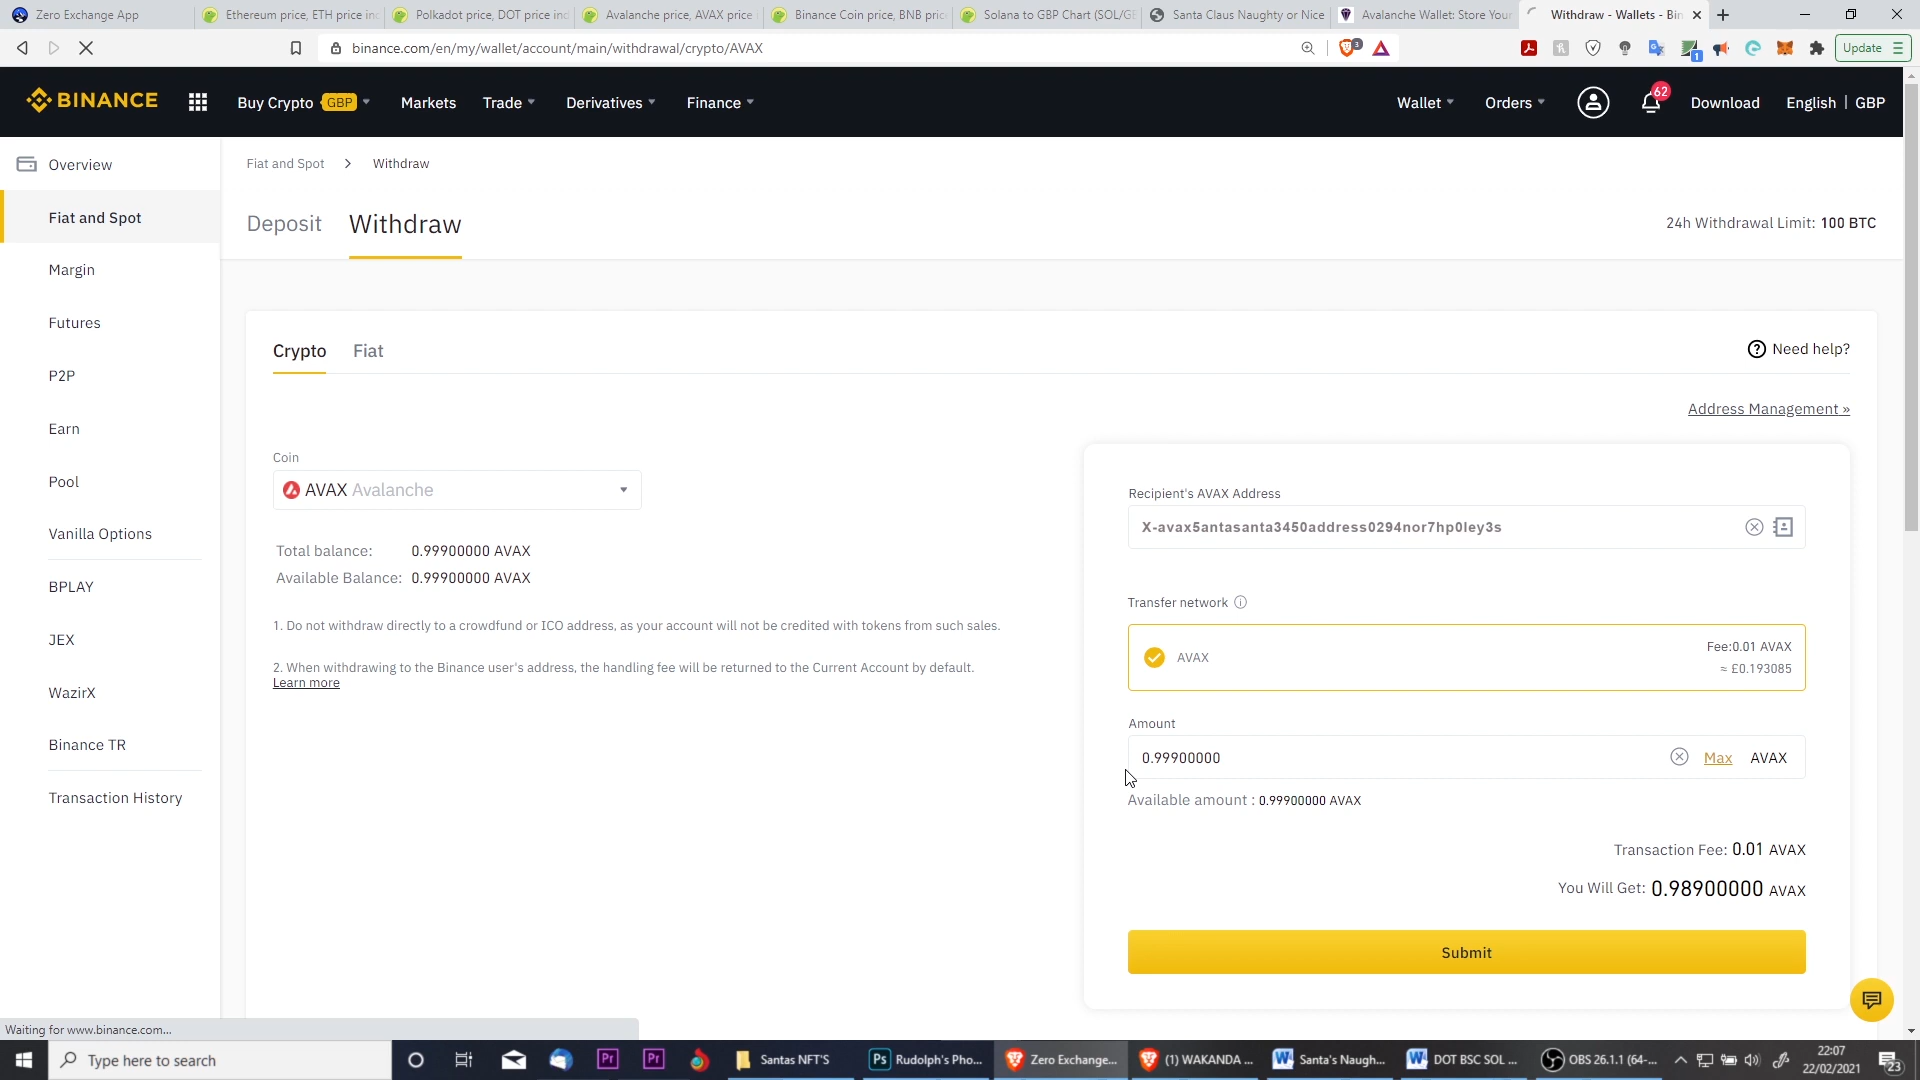 Zero Exchange App
Ethereum price, ETH price in
Polkadot price, DOT price ind
Avalanche price, AVAX price
Binance Coin price, BNB pric
Solana to GBP Chart (SOL/G
Santa Claus Naughty or Nice
Avalanche Wallet: Store Your
Withdraw - Wallets - Bin
binance.com/en/my/wallet/account/main/withdrawal/crypto/AVAX
3
1
Update
BINANCE
Buy Crypto GBP
Markets
Trade
Derivatives
Finance
Wallet
Orders
62
Download
English | GBP
Overview
Fiat and Spot
Margin
Futures
P2P
Earn
Pool
Vanilla Options
BPLAY
JEX
WazirX
Binance TR
Transaction History
Fiat and Spot > Withdraw
Deposit
Withdraw
24h Withdrawal Limit: 100 BTC
Crypto
Fiat
Need help?
Address Management »
Coin
AVAX Avalanche
Total balance: 0.99900000 AVAX
Available Balance: 0.99900000 AVAX
1. Do not withdraw directly to a crowdfund or ICO address, as your account will not be credited with tokens from such sales.
2. When withdrawing to the Binance user's address, the handling fee will be returned to the Current Account by default.
Learn more
Recipient's AVAX Address
X-avax5antasanta3450address0294nor7hp0ley3s
Transfer network
AVAX
Fee:0.01 AVAX
≈ £0.193085
Amount
0.99900000
Max AVAX
Available amount : 0.99900000 AVAX
Transaction Fee: 0.01 AVAX
You Will Get: 0.98900000 AVAX
Submit
Waiting for www.binance.com...
Type here to search
Pr
Pr
Santas NFT'S
Ps
Rudolph's Pho...
Zero Exchange...
(1) WAKANDA ...
Santa's Naugh...
DOT BSC SOL ...
OBS 26.1.1 (64-...
22:07
22/02/2021
23